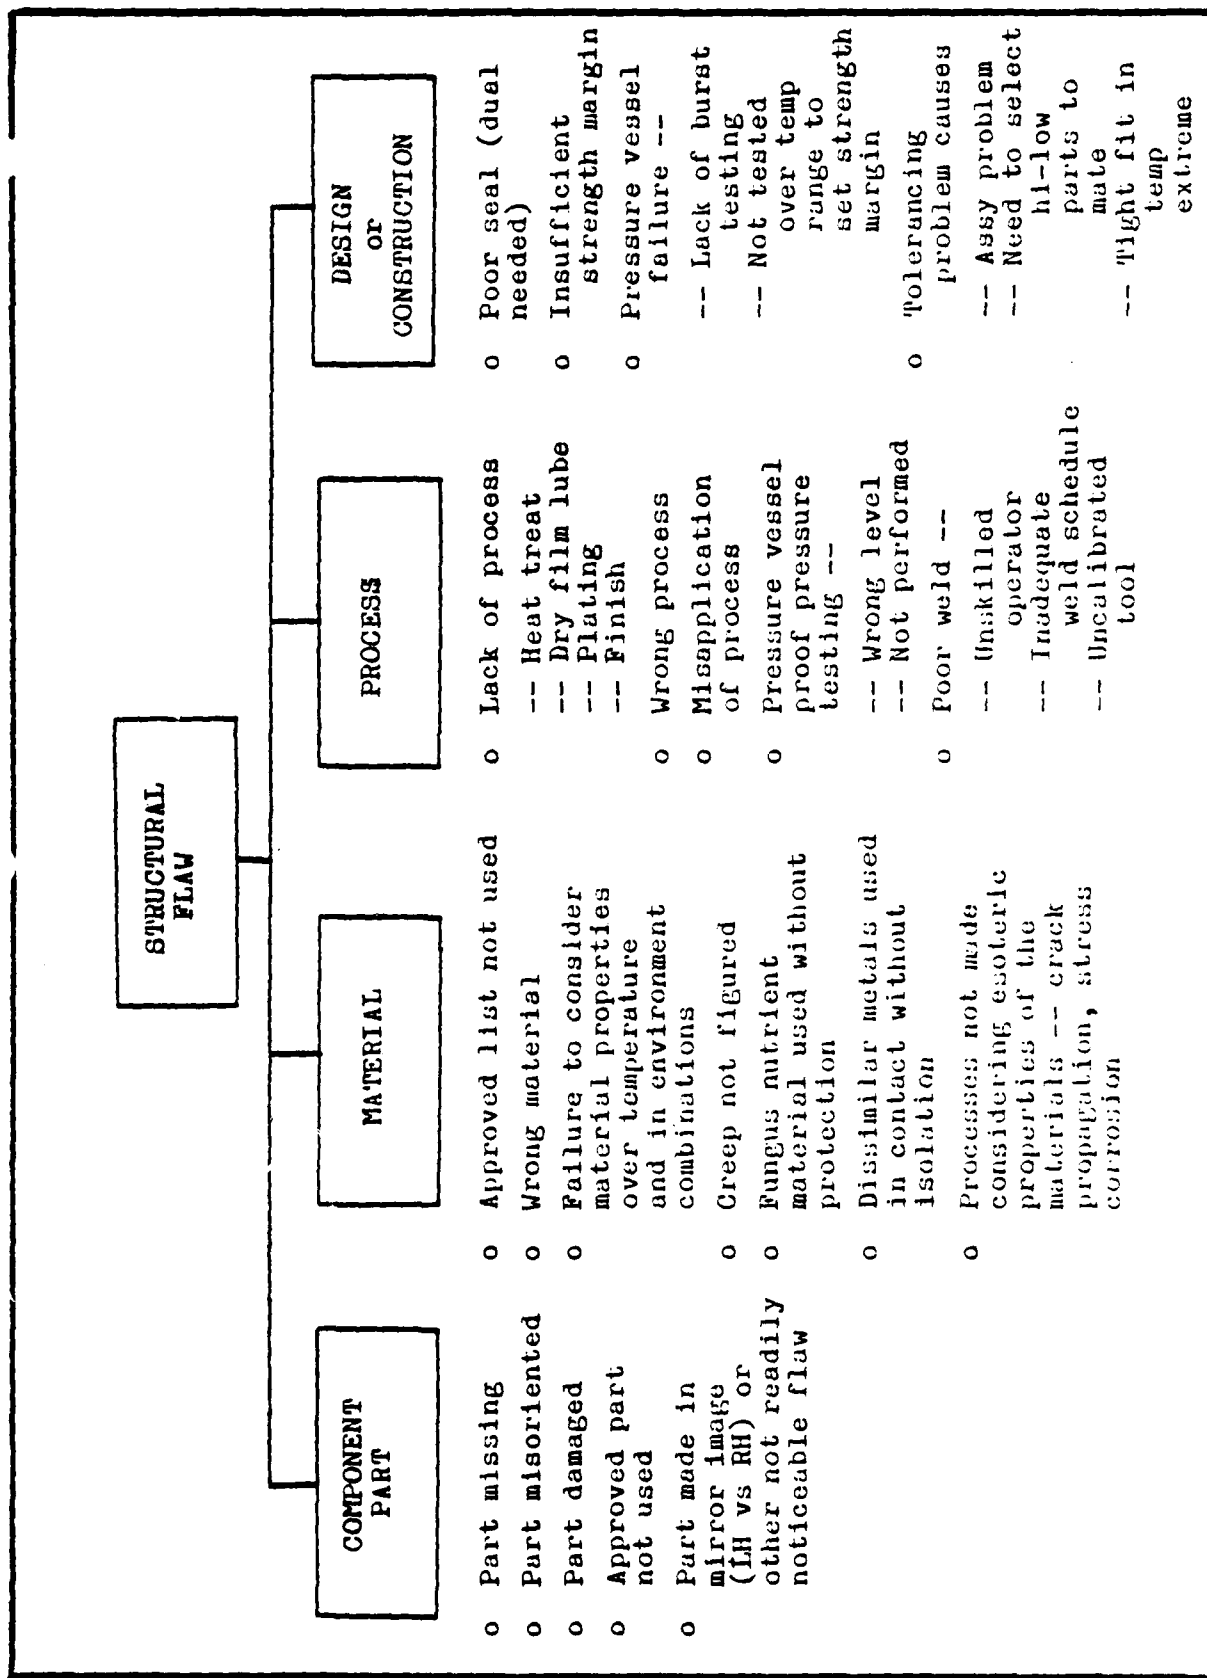 STRUCTURAL
FLAW
COMPONENT
PART
o Part missing
o Part misoriented
o Part damaged
o Approved part
not used
o Part made in
mirror image
(LH vs RH) or
other not readily
noticeable flaw
MATERIAL
o Approved list not used
o Wrong material
o Failure to consider
material properties
over temperature
and in environment
combinations
o Creep not figured
o Fungus nutrient
material used without
protection
o Dissimilar metals used
in contact without
isolation
o Processes not made
considering esoteric
properties of the
materials -- crack
propagation, stress
corrosion
PROCESS
o Lack of process
-- Heat treat
-- Dry film lube
-- Plating
-- Finish
o Wrong process
o Misapplication
of process
o Pressure vessel
proof pressure
testing --
-- Wrong level
-- Not performed
o Poor weld --
-- Unskilled
operator
-- Inadequate
weld schedule
-- Uncalibrated
tool
DESIGN
or
CONSTRUCTION
o Poor seal (dual
needed)
o Insufficient
strength margin
o Pressure vessel
failure --
-- Lack of burst
testing
-- Not tested
over temp
range to
set strength
margin
o Tolerancing
problem causes
-- Assy problem
-- Need to select
hi-low
parts to
mate
-- Tight fit in
temp
extreme